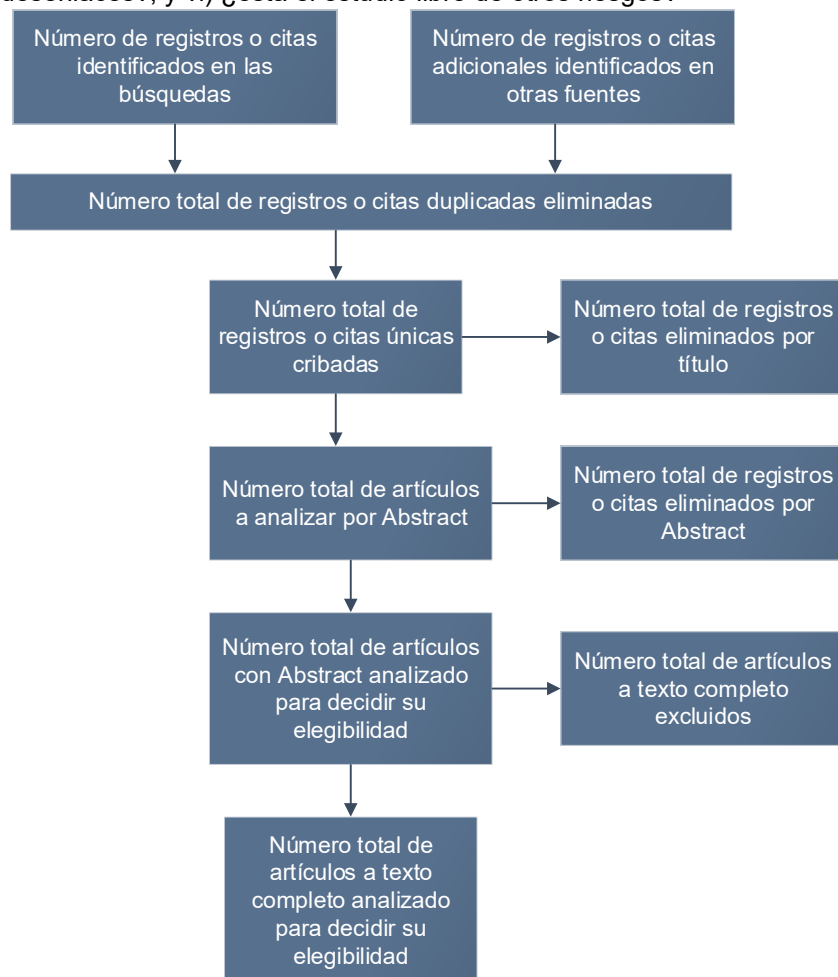 Número de registros o citas
identificados en las
búsquedas
Número de registros o citas
adicionales identificados en
otras fuentes
Número total de registros o citas duplicadas eliminadas
Número total de
registros o citas únicas
cribadas
Número total de registros
o citas eliminados por
título
Número total de artículos
a analizar por Abstract
Número total de registros
o citas eliminados por
Abstract
Número total de artículos
con Abstract analizado
para decidir su
elegibilidad
Número total de artículos
a texto completo
excluidos
Número total de
artículos a texto
completo analizado
para decidir su
elegibilidad